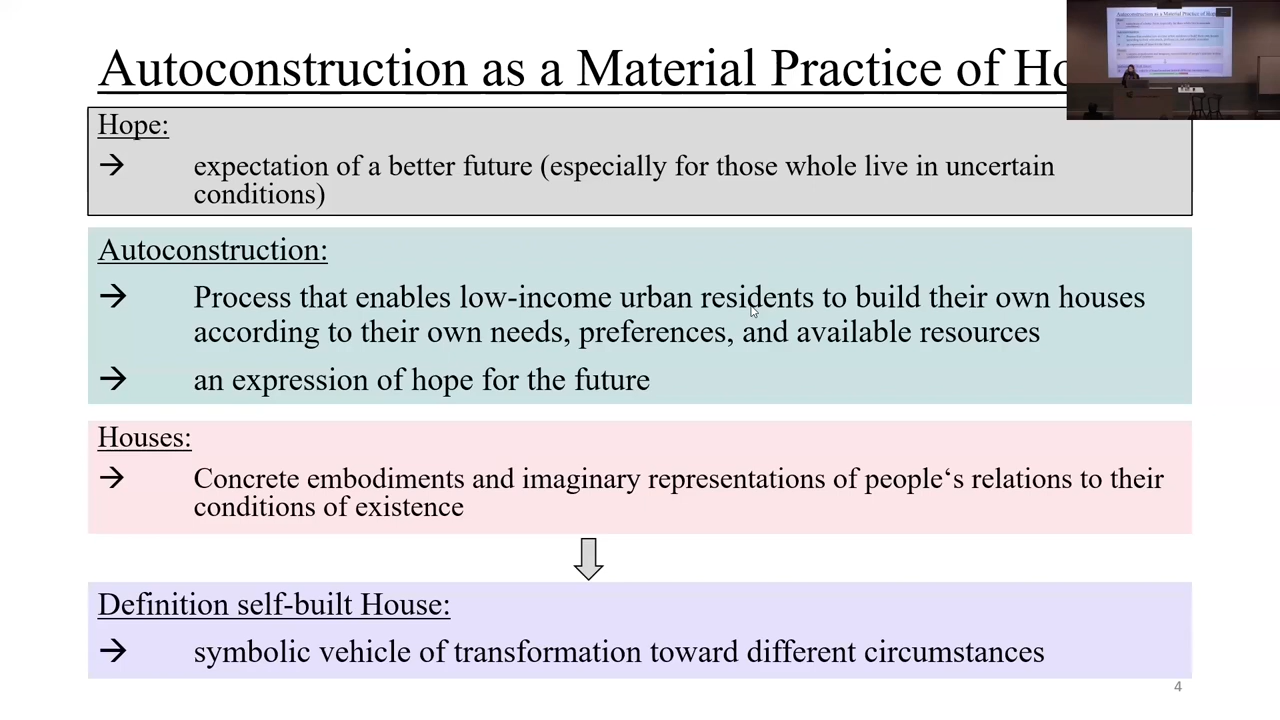 Autoconstruction as a Material Practice of Ho
Hope:
→ expectation of a better future (especially for those whole live in uncertain
conditions)
Autoconstruction:
→ Process that enables low-income urban residents to build their own houses
according to their own needs, preferences, and available resources
→ an expression of hope for the future
Houses:
→ Concrete embodiments and imaginary representations of people‘s relations to their
conditions of existence
Definition self-built House:
→ symbolic vehicle of transformation toward different circumstances
4